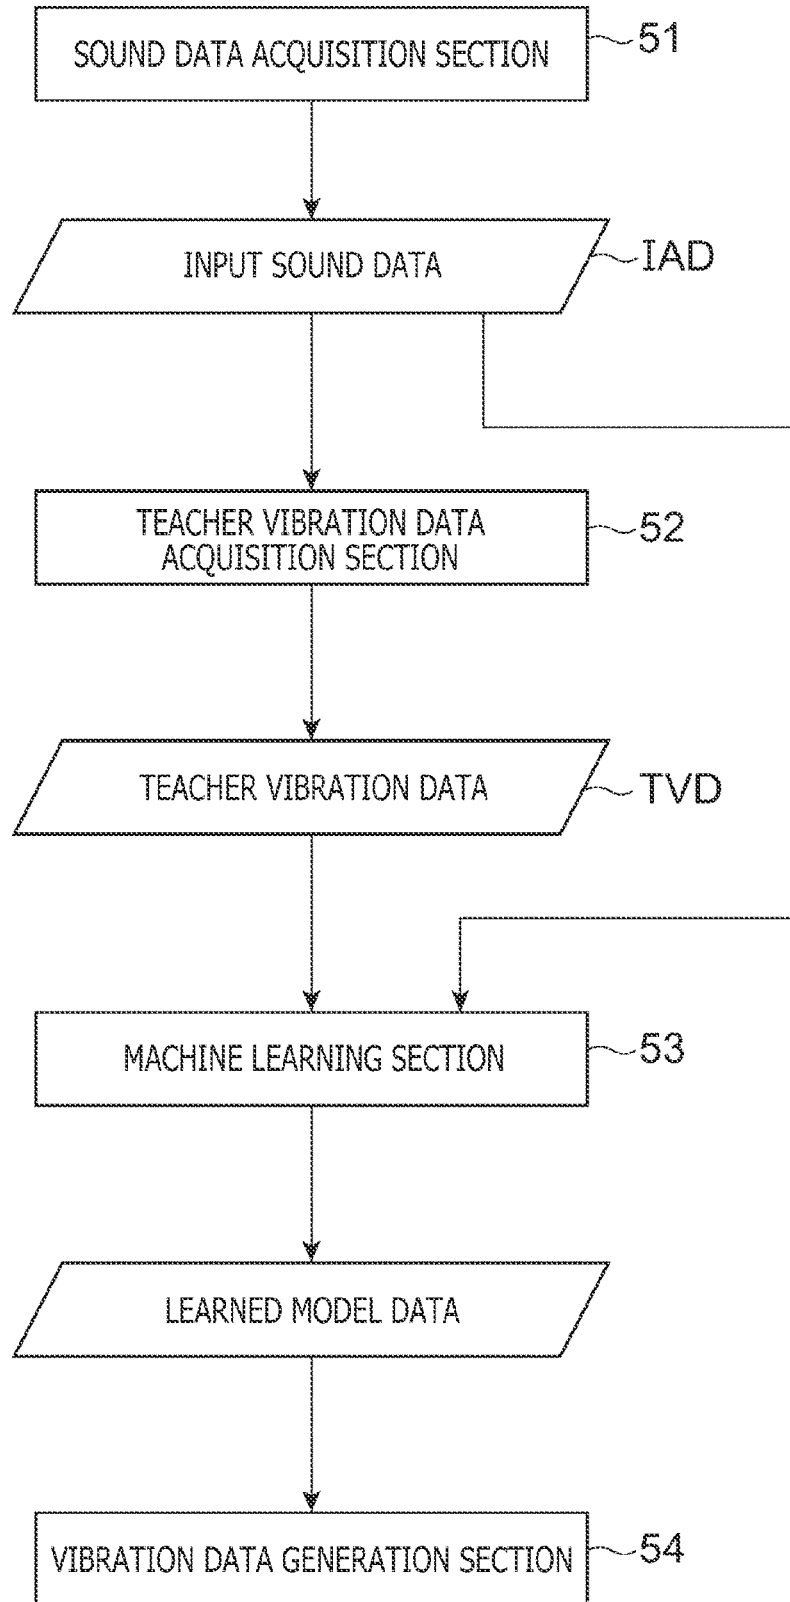 SOUND DATA ACQUISITION SECTION
51
INPUT SOUND DATA
IAD
TEACHER VIBRATION DATA
ACQUISITION SECTION
52
TEACHER VIBRATION DATA
TVD
MACHINE LEARNING SECTION
53
LEARNED MODEL DATA
VIBRATION DATA GENERATION SECTION
54